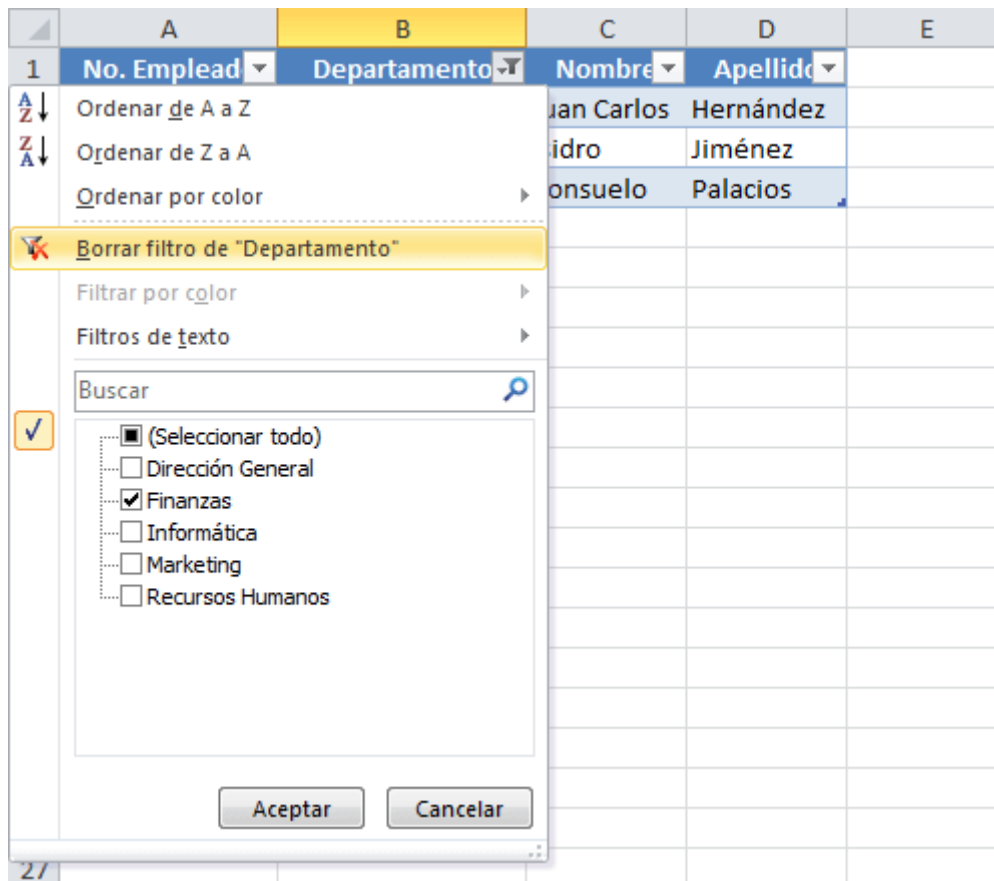 A B C D E
1 No. Emplead Departamento Nombre Apellido
Ordenar de A a Z
uan Carlos Hernández
Ordenar de Z a A
idro Jiménez
Ordenar por color
onsuelo Palacios
Borrar filtro de "Departamento"
Filtrar por color
Filtros de texto
Buscar
(Seleccionar todo)
Dirección General
Finanzas
Informática
Marketing
Recursos Humanos
Aceptar Cancelar
27